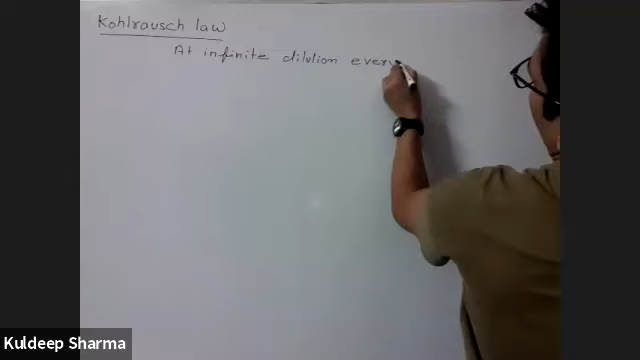 Kohlrausch law
At infinite dilution every
Kuldeep Sharma